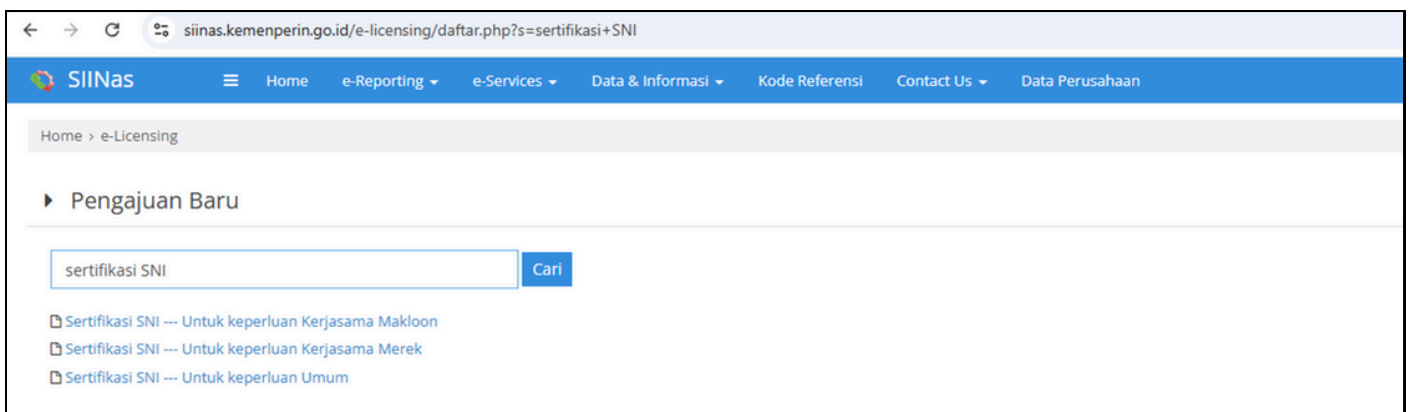 siinas.kemenperin.go.id/e-licensing/daftar.php?s=sertifikasi+SNI
SIINas Home e-Reporting e-Services Data & Informasi Kode Referensi Contact Us Data Perusahaan
Home › e-Licensing
Pengajuan Baru
sertifikasi SNI Cari
Sertifikasi SNI --- Untuk keperluan Kerjasama Makloon
Sertifikasi SNI --- Untuk keperluan Kerjasama Merek
Sertifikasi SNI --- Untuk keperluan Umum